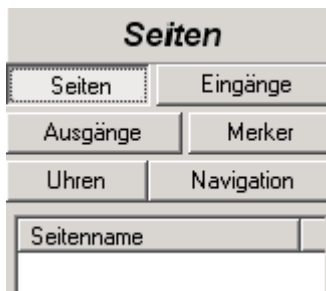 Seiten
Seiten Eingänge
Ausgänge Merker
Uhren Navigation
Seitenname